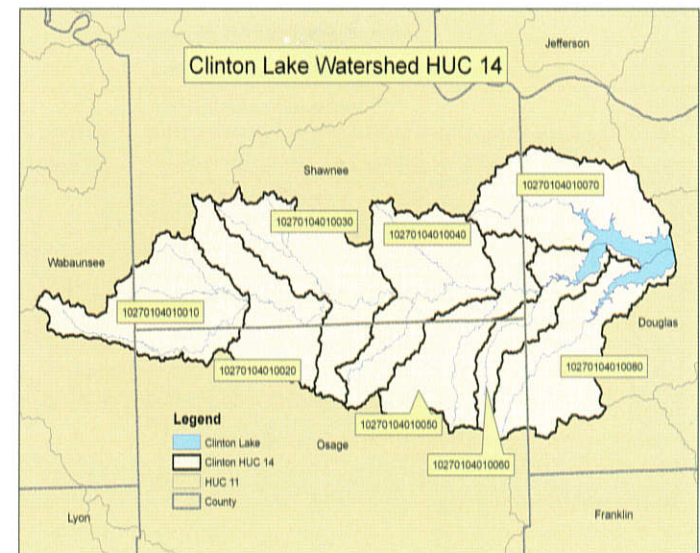 Jefferson
Clinton Lake Watershed HUC 14
Shawnee
10270104010070
10270104010030
10270104010040
Wabaunsee
10270104010010
Douglas
10270104010020
10270104010080
10270104010050
Legend
Clinton Lake
Osage
Clinton HUC 14
10270104010060
HUC 11
County
Lyon
Franklin